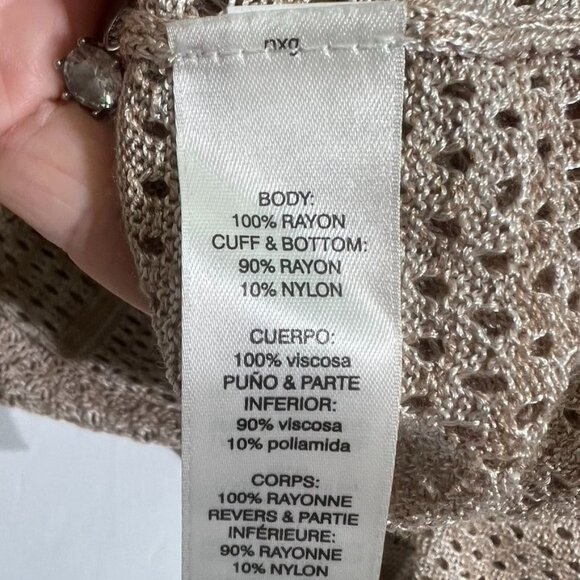 BODY:
100% RAYON
CUFF & BOTTOM:
90% RAYON
10% NYLON
CUERPO:
100% viscosa
PUÑO & PARTE
INFERIOR:
90% viscosa
10% poliamida
CORPS:
100% RAYONNE
REVERS & PARTIE
INFÉRIEURE:
90% RAYONNE
10% NYLON